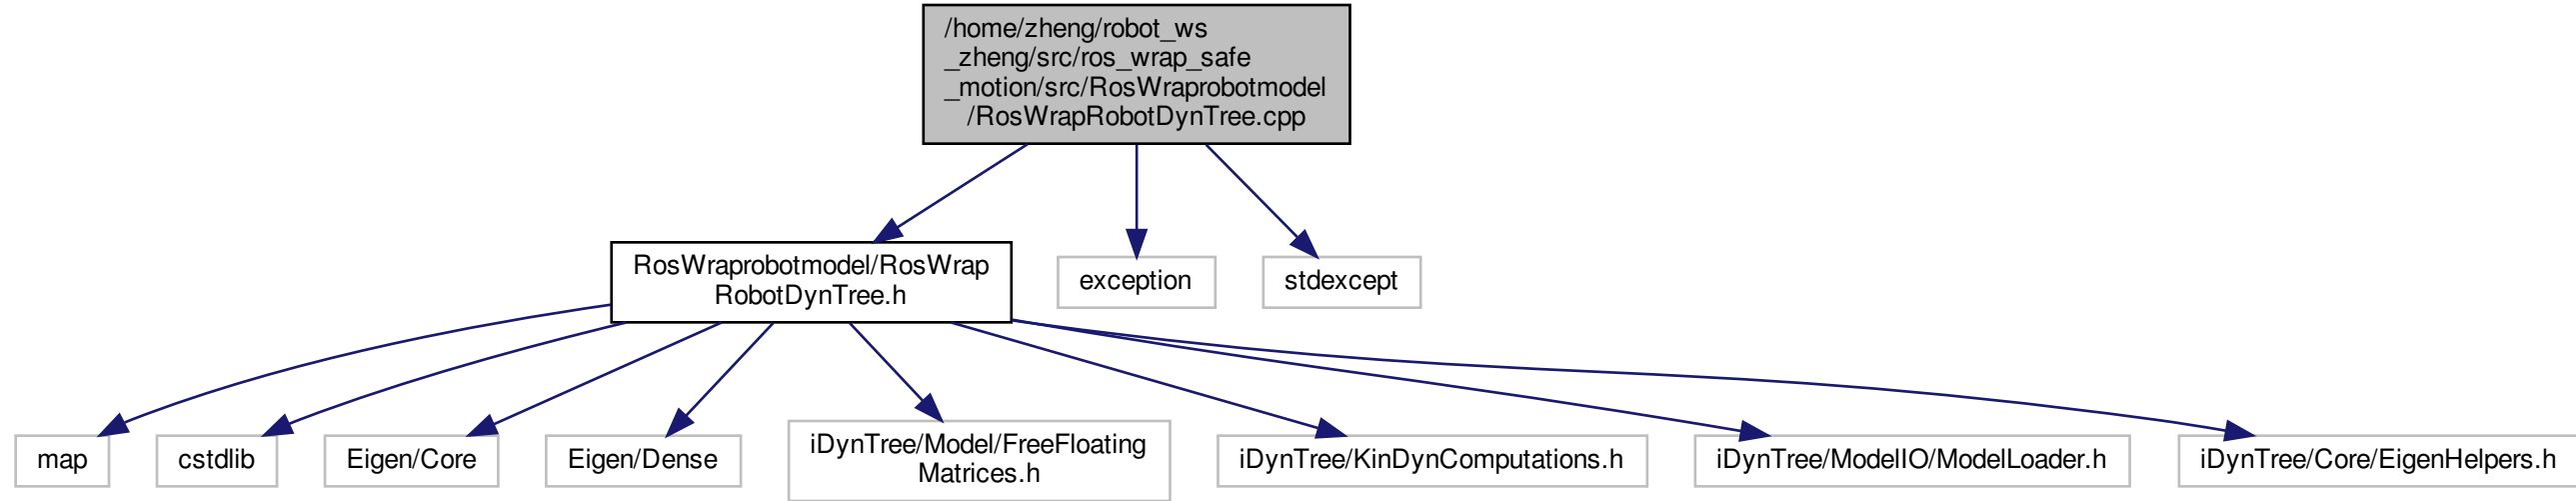 /home/zheng/robot_ws
_zheng/src/ros_wrap_safe
_motion/src/RosWraprobotmodel
/RosWrapRobotDynTree.cpp
RosWraprobotmodel/RosWrap
RobotDynTree.h
exception
stdexcept
map
cstdlib
Eigen/Core
Eigen/Dense
iDynTree/Model/FreeFloating
Matrices.h
iDynTree/KinDynComputations.h
iDynTree/ModelIO/ModelLoader.h
iDynTree/Core/EigenHelpers.h